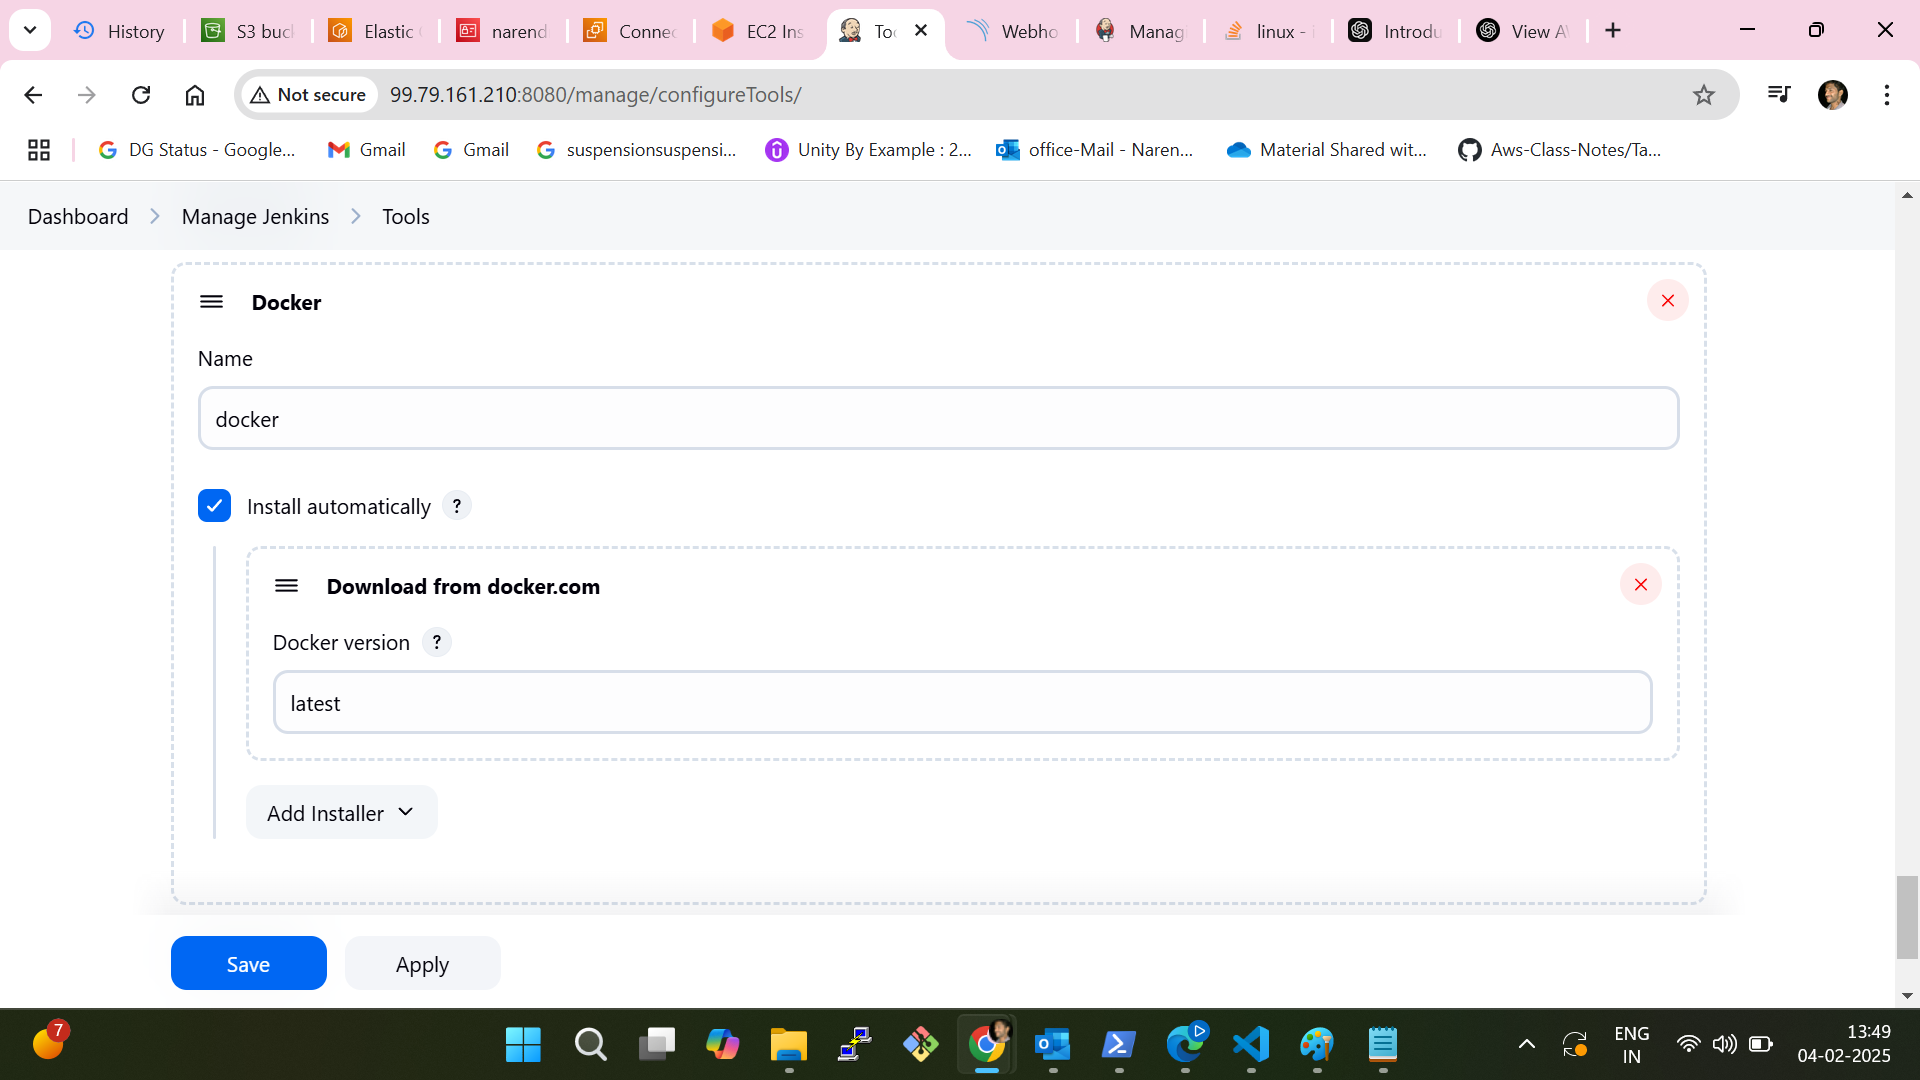 History
S3 buc
Elastic
narend
Connec
EC2 Ins
To
Webho
Manag
linux - i
Introdu
View A
Not secure
99.79.161.210:8080/manage/configureTools/
DG Status - Google...
Gmail
Gmail
suspensionsuspensi...
Unity By Example : 2...
office-Mail - Naren...
Material Shared wit...
Aws-Class-Notes/Ta...
Dashboard
Manage Jenkins
Tools
Docker
Name
docker
Install automatically ?
Download from docker.com
Docker version ?
latest
Add Installer
Save
Apply
7
ENG
IN
13:49
04-02-2025